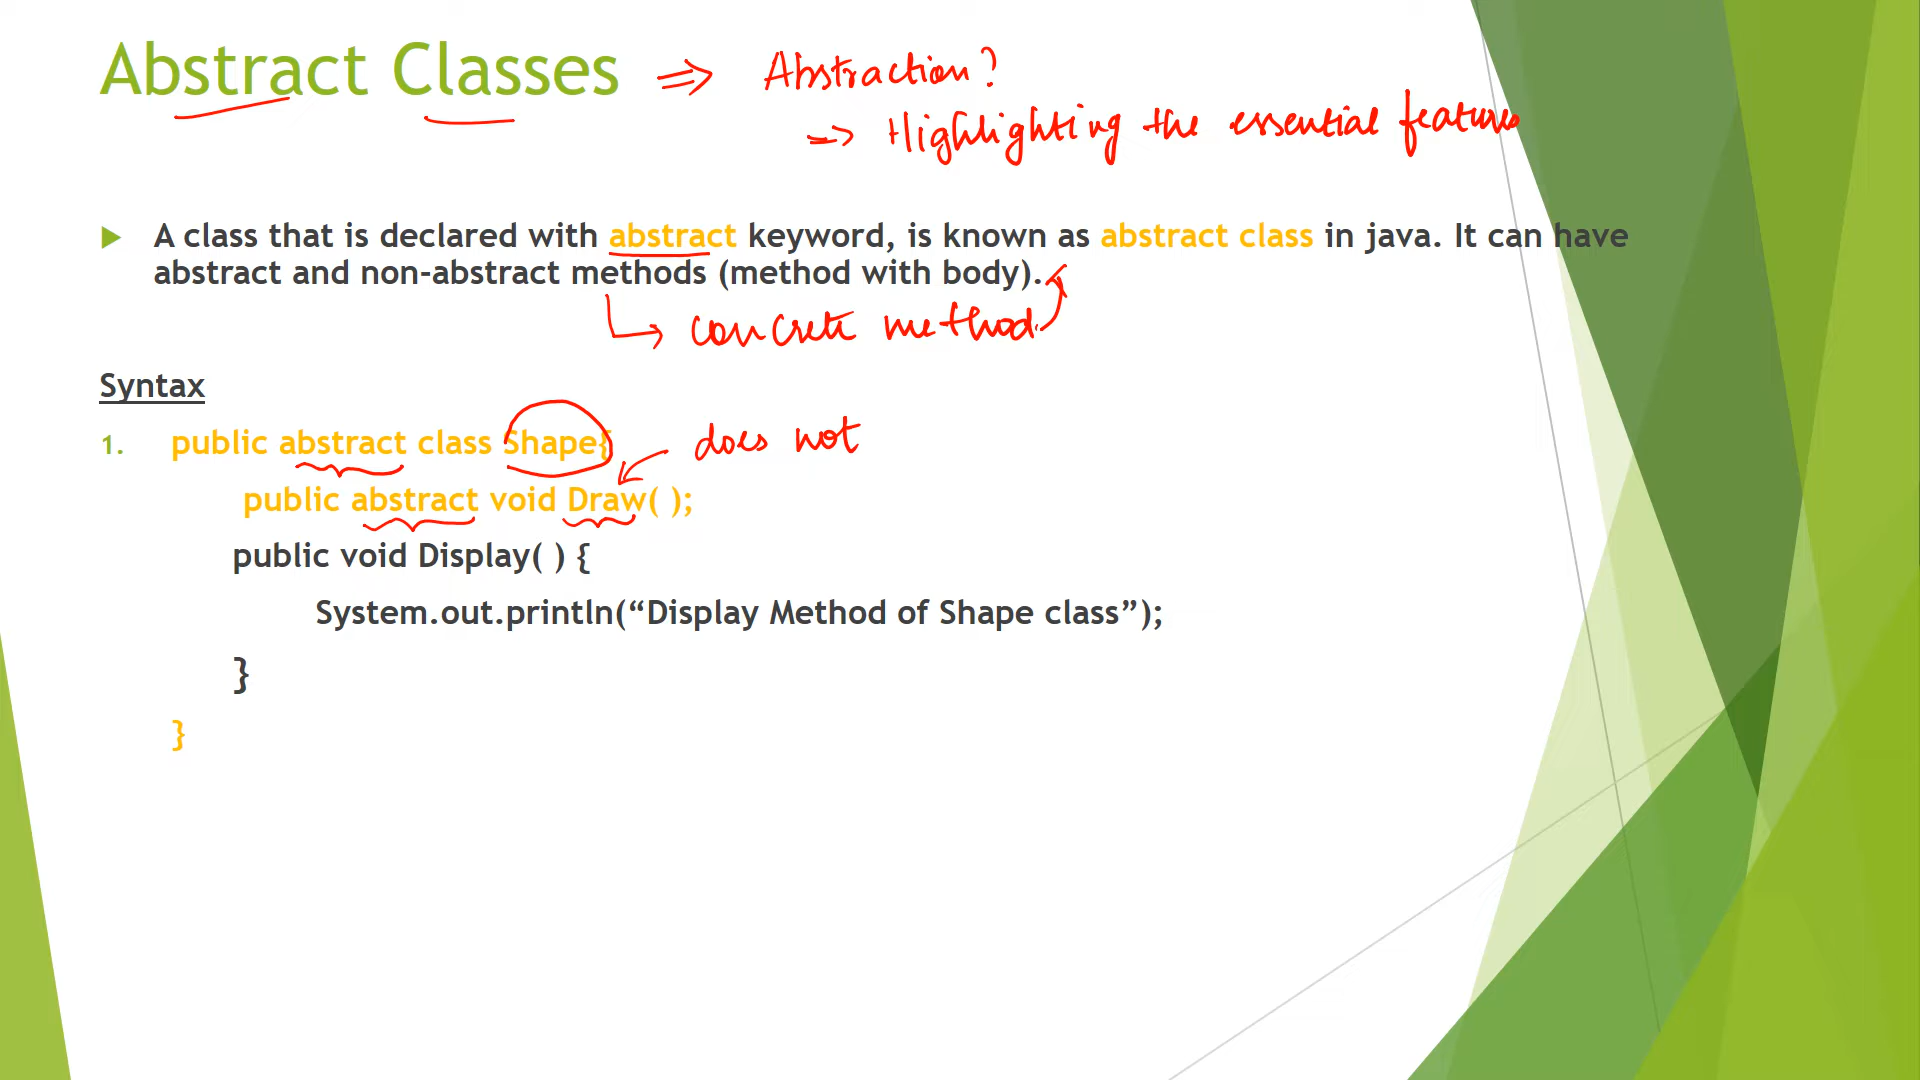 Abstract Classes ⇒ Abstraction?
⇒ Highlighting the essential features
A class that is declared with abstract keyword, is known as abstract class in java. It can have
abstract and non-abstract methods (method with body).
concrete method.
Syntax
1. public abstract class Shape{
does not
public abstract void Draw( );
public void Display( ) {
System.out.println(“Display Method of Shape class”);
}
}